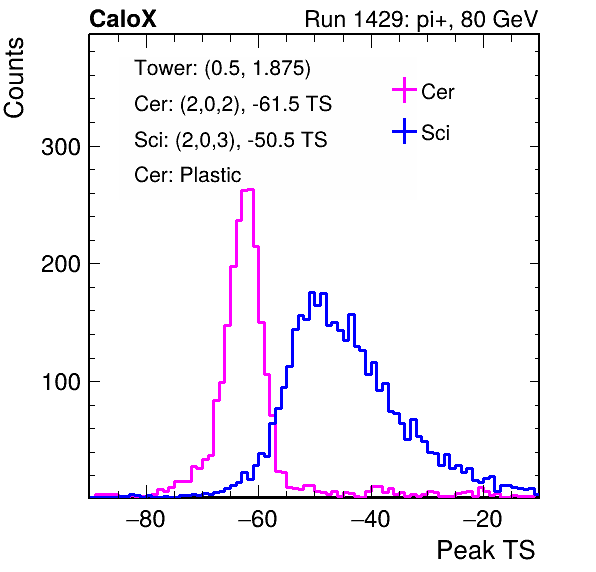 CaloX Run 1429: pi+, 80 GeV
Counts
Tower: (0.5, 1.875)
Cer: (2,0,2), -61.5 TS
Sci: (2,0,3), -50.5 TS
Cer: Plastic
Cer
Sci
300
200
100
−80 −60 −40 −20
Peak TS